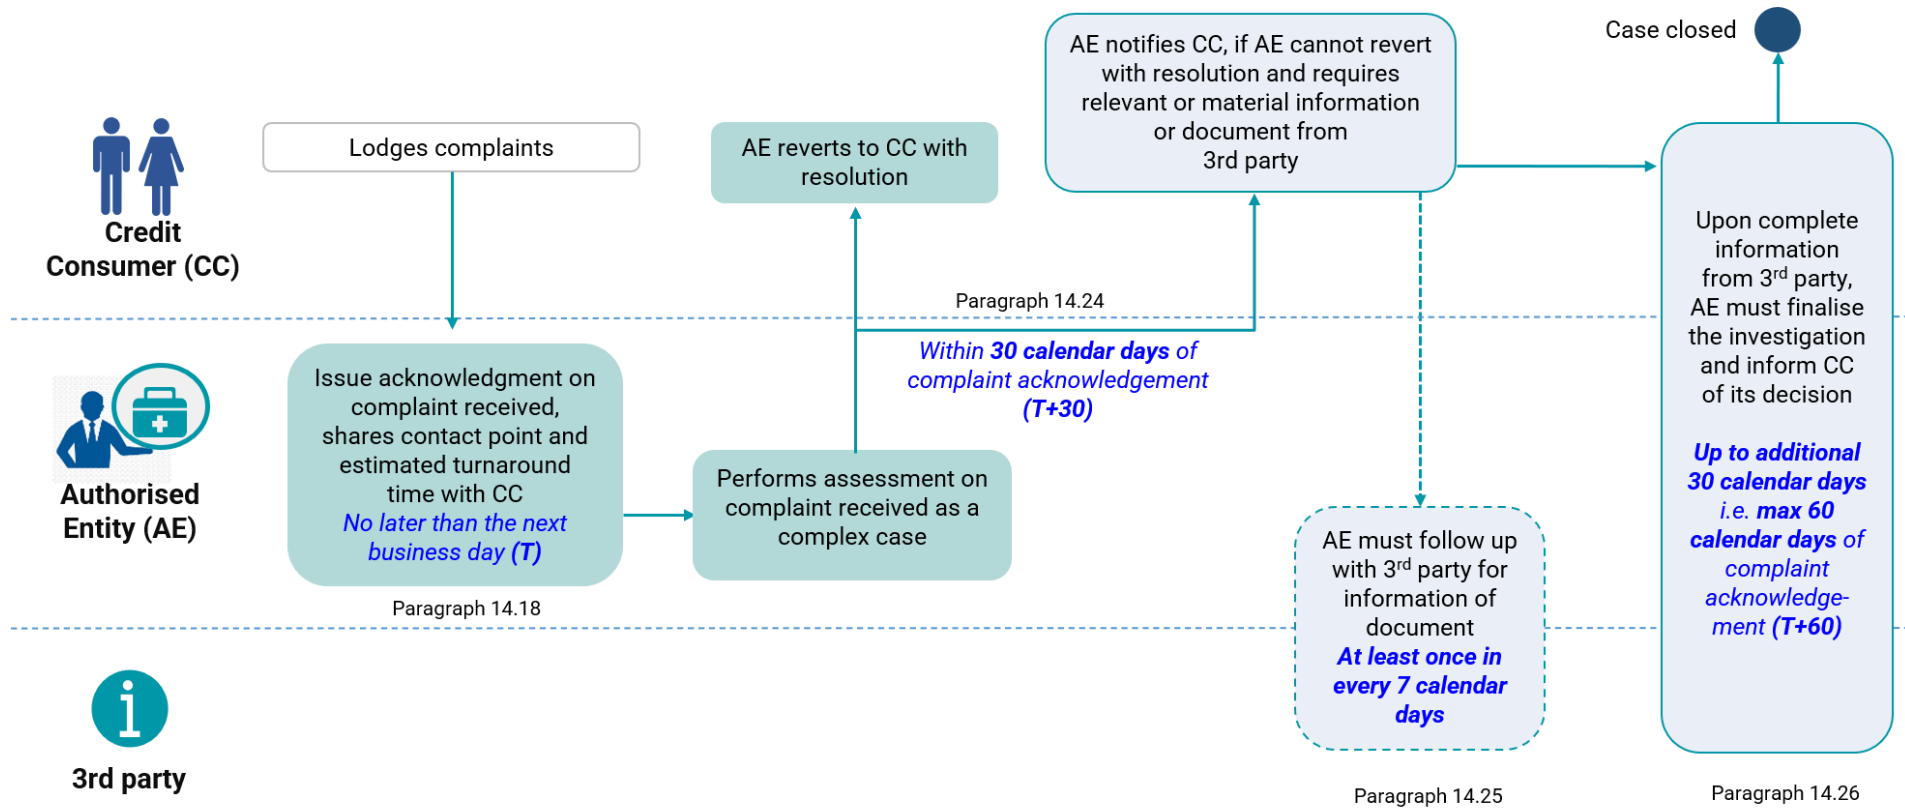 Case closed
AE notifies CC, if AE cannot revert
with resolution and requires
relevant or material information
or document from
3rd party
Lodges complaints
AE reverts to CC with
resolution
Credit
Consumer (CC)
Upon complete
information
from 3rd party,
AE must finalise
the investigation
and inform CC
of its decision
Up to additional
30 calendar days
i.e. max 60
calendar days of
complaint
acknowledge-
ment (T+60)
Paragraph 14.24
Within 30 calendar days of
complaint acknowledgement
(T+30)
Issue acknowledgment on
complaint received,
shares contact point and
estimated turnaround
time with CC
No later than the next
business day (T)
Paragraph 14.18
Performs assessment on
complaint received as a
complex case
Authorised
Entity (AE)
AE must follow up
with 3rd party for
information of
document
At least once in
every 7 calendar
days
3rd party
Paragraph 14.25
Paragraph 14.26